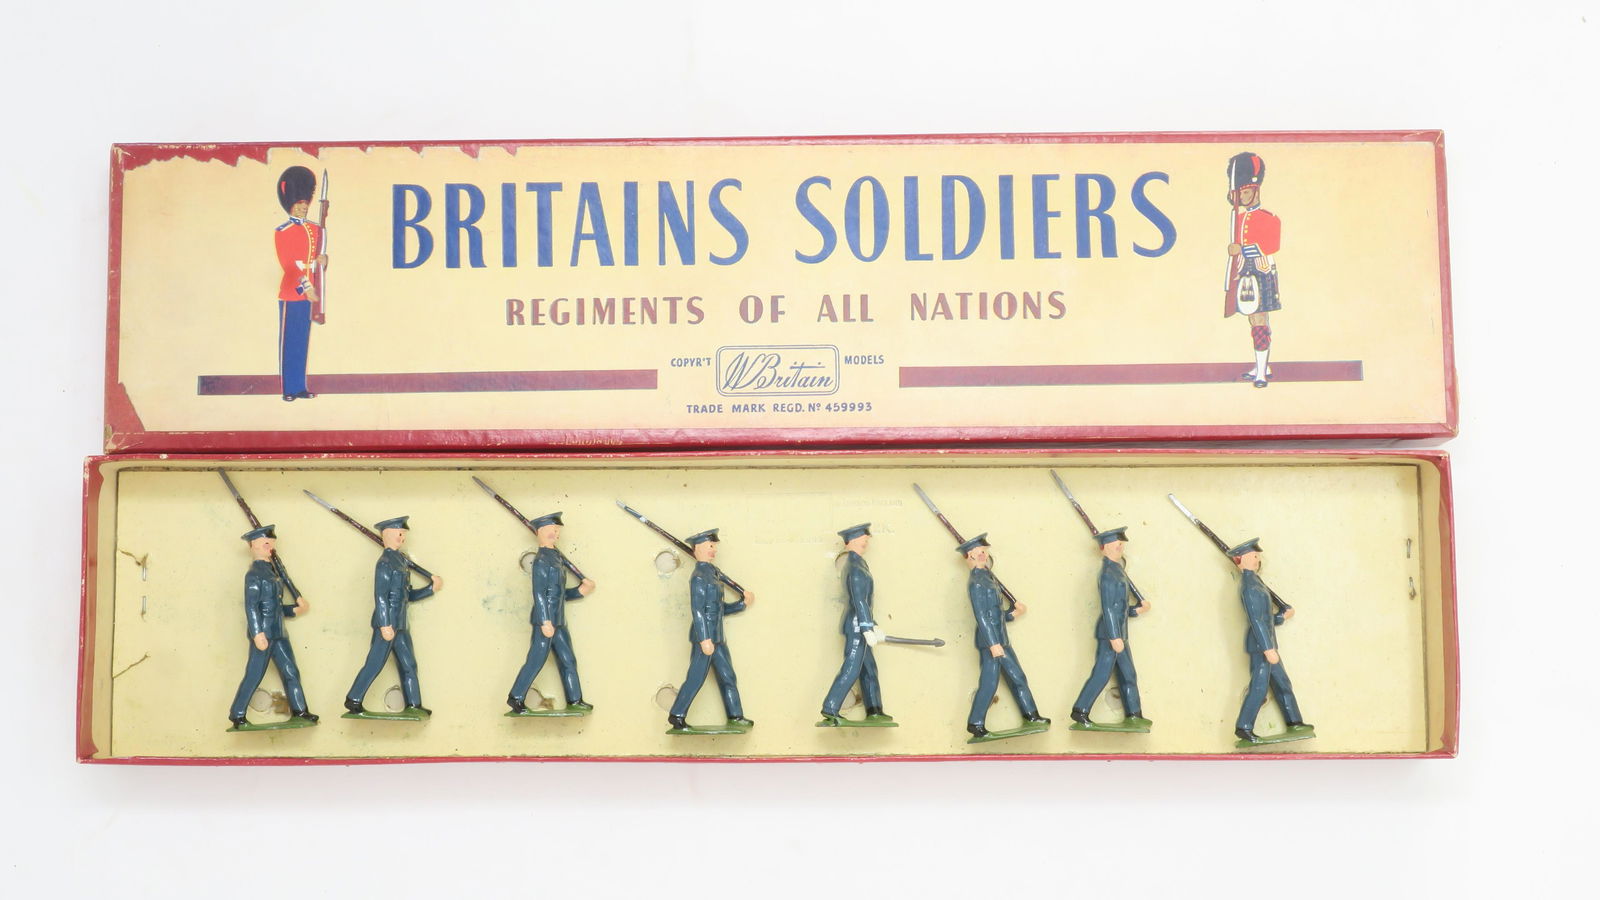 BRITAINS SOLDIERS
REGIMENTS OF ALL NATIONS
COPYR'T W Britain MODELS
TRADE MARK REGD. Nº 459993